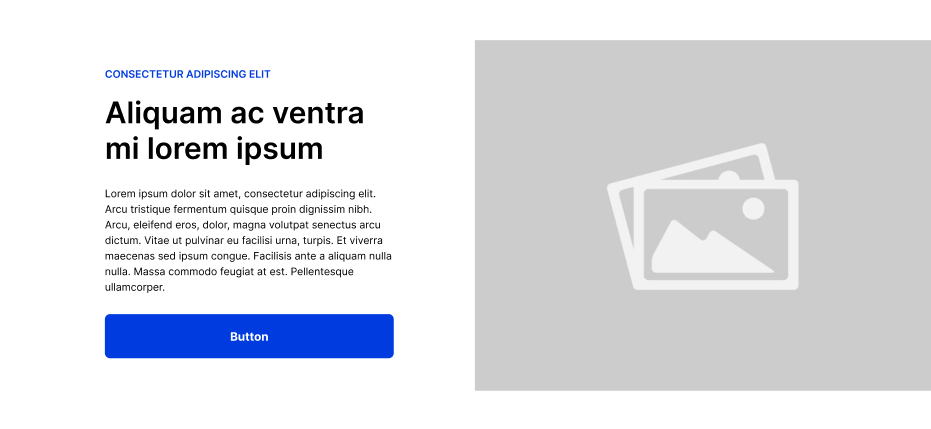 CONSECTETUR ADIPISCING ELIT
Aliquam ac ventra
mi lorem ipsum
Lorem ipsum dolor sit amet, consectetur adipiscing elit.
Arcu tristique fermentum quisque proin dignissim nibh.
Arcu, eleifend eros, dolor, magna volutpat senectus arcu
dictum. Vitae ut pulvinar eu facilisi urna, turpis. Et viverra
maecenas sed ipsum congue. Facilisis ante a aliquam nulla
nulla. Massa commodo feugiat at est. Pellentesque
ullamcorper.
Button